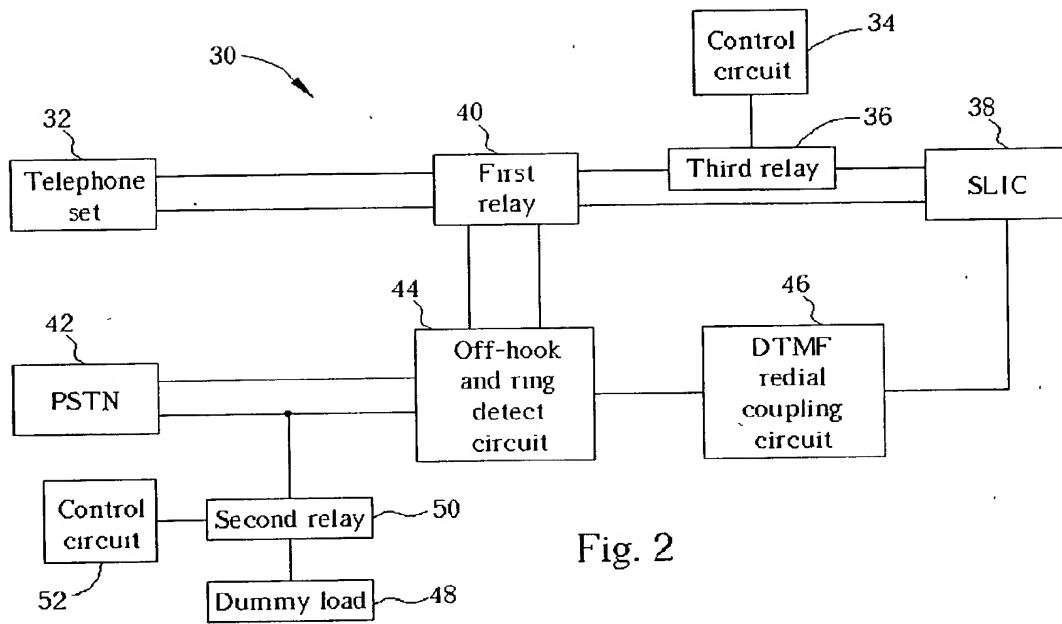 34
Control
circuit
30
32
40
36
38
Telephone
set
First
relay
Third relay
SLIC
42
44
46
PSTN
Off-hook
and ring
detect
circuit
DTMF
redial
coupling
circuit
Control
circuit
52
Second relay
50
Dummy load
48
Fig. 2